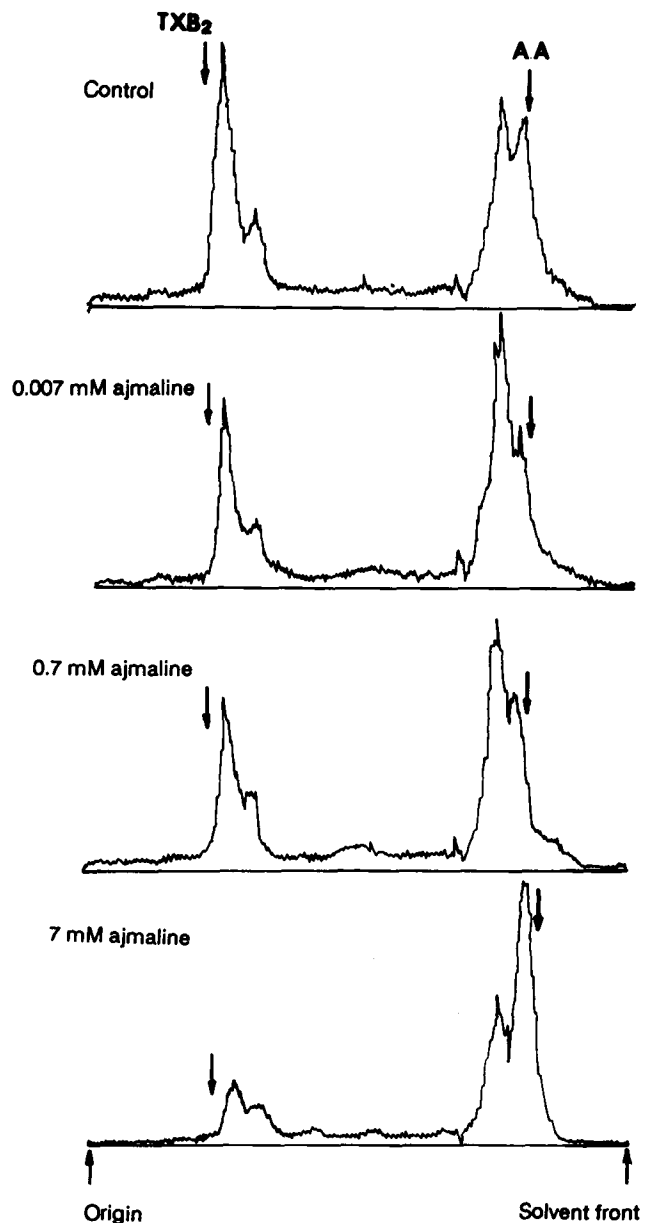 TXB₂
A.A
Control
0.007 mM ajmaline
0.7 mM ajmaline
7 mM ajmaline
Origin
Solvent front